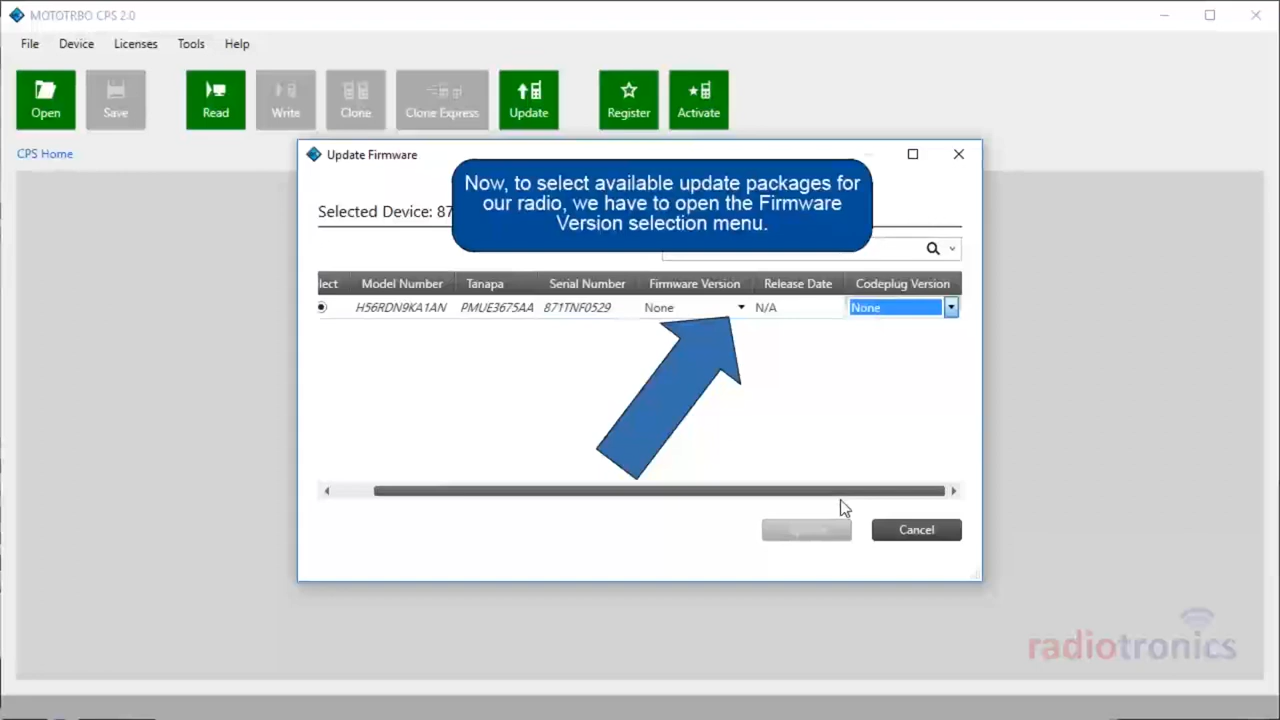 MOTOTRBO CPS 2.0
File Device Licenses Tools Help
Open Save Read Write Clone Clone Express Update Register Activate
CPS Home
Update Firmware
Now, to select available update packages for
our radio, we have to open the Firmware
Version selection menu.
Selected Device: 87
lect Model Number Tanapa Serial Number Firmware Version Release Date Codeplug Version
H56RDN9KA1AN PMUE3675AA 871TNF0529 None N/A None
Cancel
radiotronics